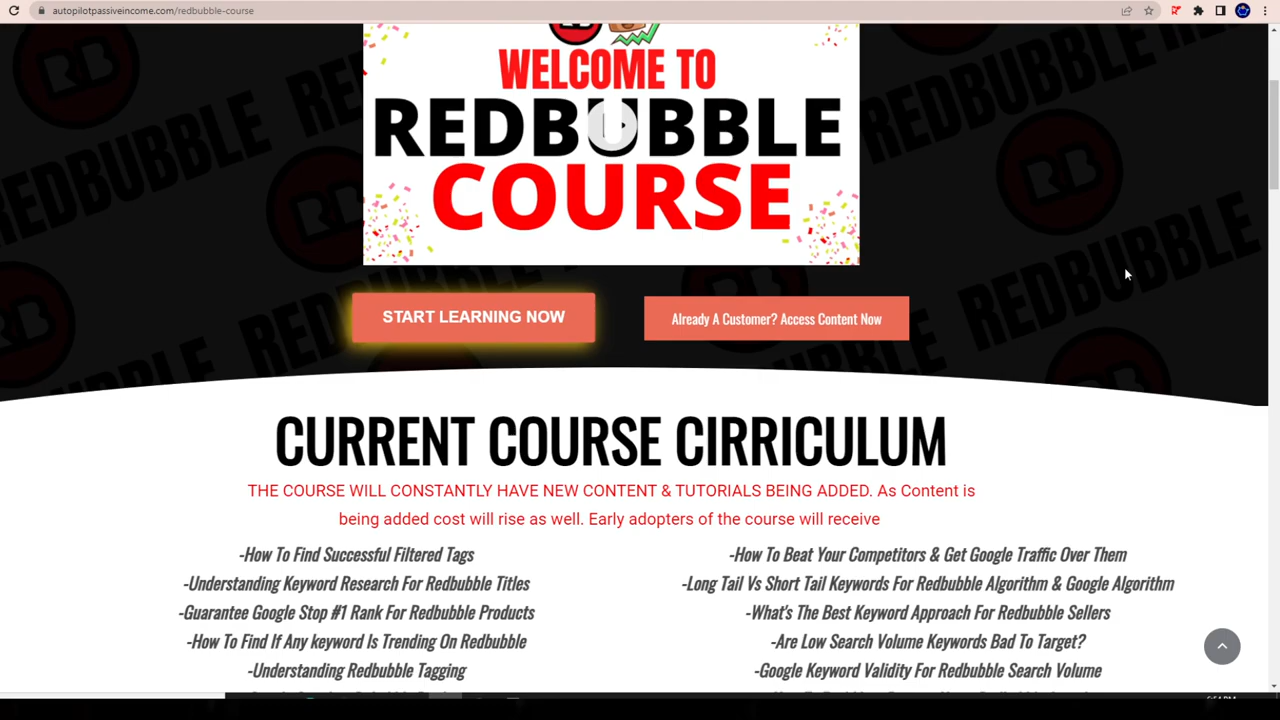 autopilotpassiveincome.com/redbubble-course
WELCOME TO
REDBUBBLE
COURSE
START LEARNING NOW
Already A Customer? Access Content Now
CURRENT COURSE CIRRICULUM
THE COURSE WILL CONSTANTLY HAVE NEW CONTENT & TUTORIALS BEING ADDED. As Content is
being added cost will rise as well. Early adopters of the course will receive
-How To Find Successful Filtered Tags
-Understanding Keyword Research For Redbubble Titles
-Guarantee Google Stop #1 Rank For Redbubble Products
-How To Find If Any keyword Is Trending On Redbubble
-Understanding Redbubble Tagging
-How To Beat Your Competitors & Get Google Traffic Over Them
-Long Tail Vs Short Tail Keywords For Redbubble Algorithm & Google Algorithm
-What's The Best Keyword Approach For Redbubble Sellers
-Are Low Search Volume Keywords Bad To Target?
-Google Keyword Validity For Redbubble Search Volume
REDBUBBLE
REDBUBBLE
REDBUBBLE
RB
RB